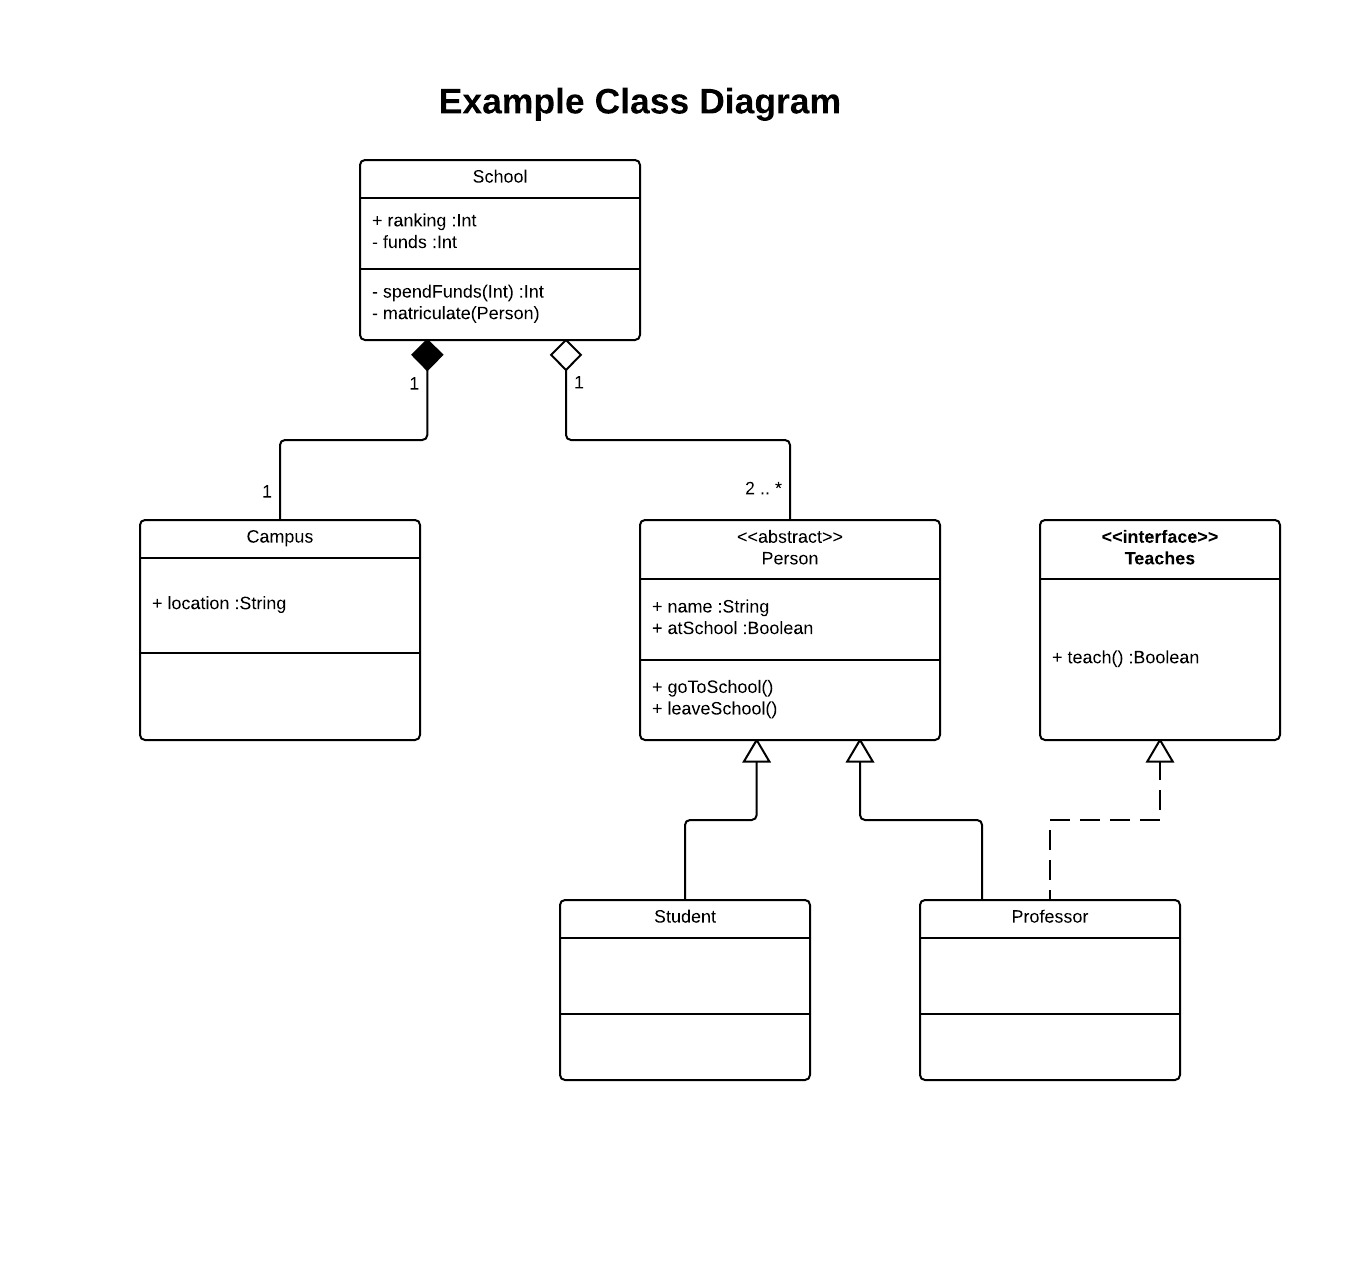 Example Class Diagram
School
+ ranking :Int
- funds :Int
- spendFunds(Int) :Int
- matriculate(Person)
1
1
1
2 .. *
Campus
+ location :String
<<abstract>>
Person
+ name :String
+ atSchool :Boolean
+ goToSchool()
+ leaveSchool()
<<interface>>
Teaches
+ teach() :Boolean
Student
Professor